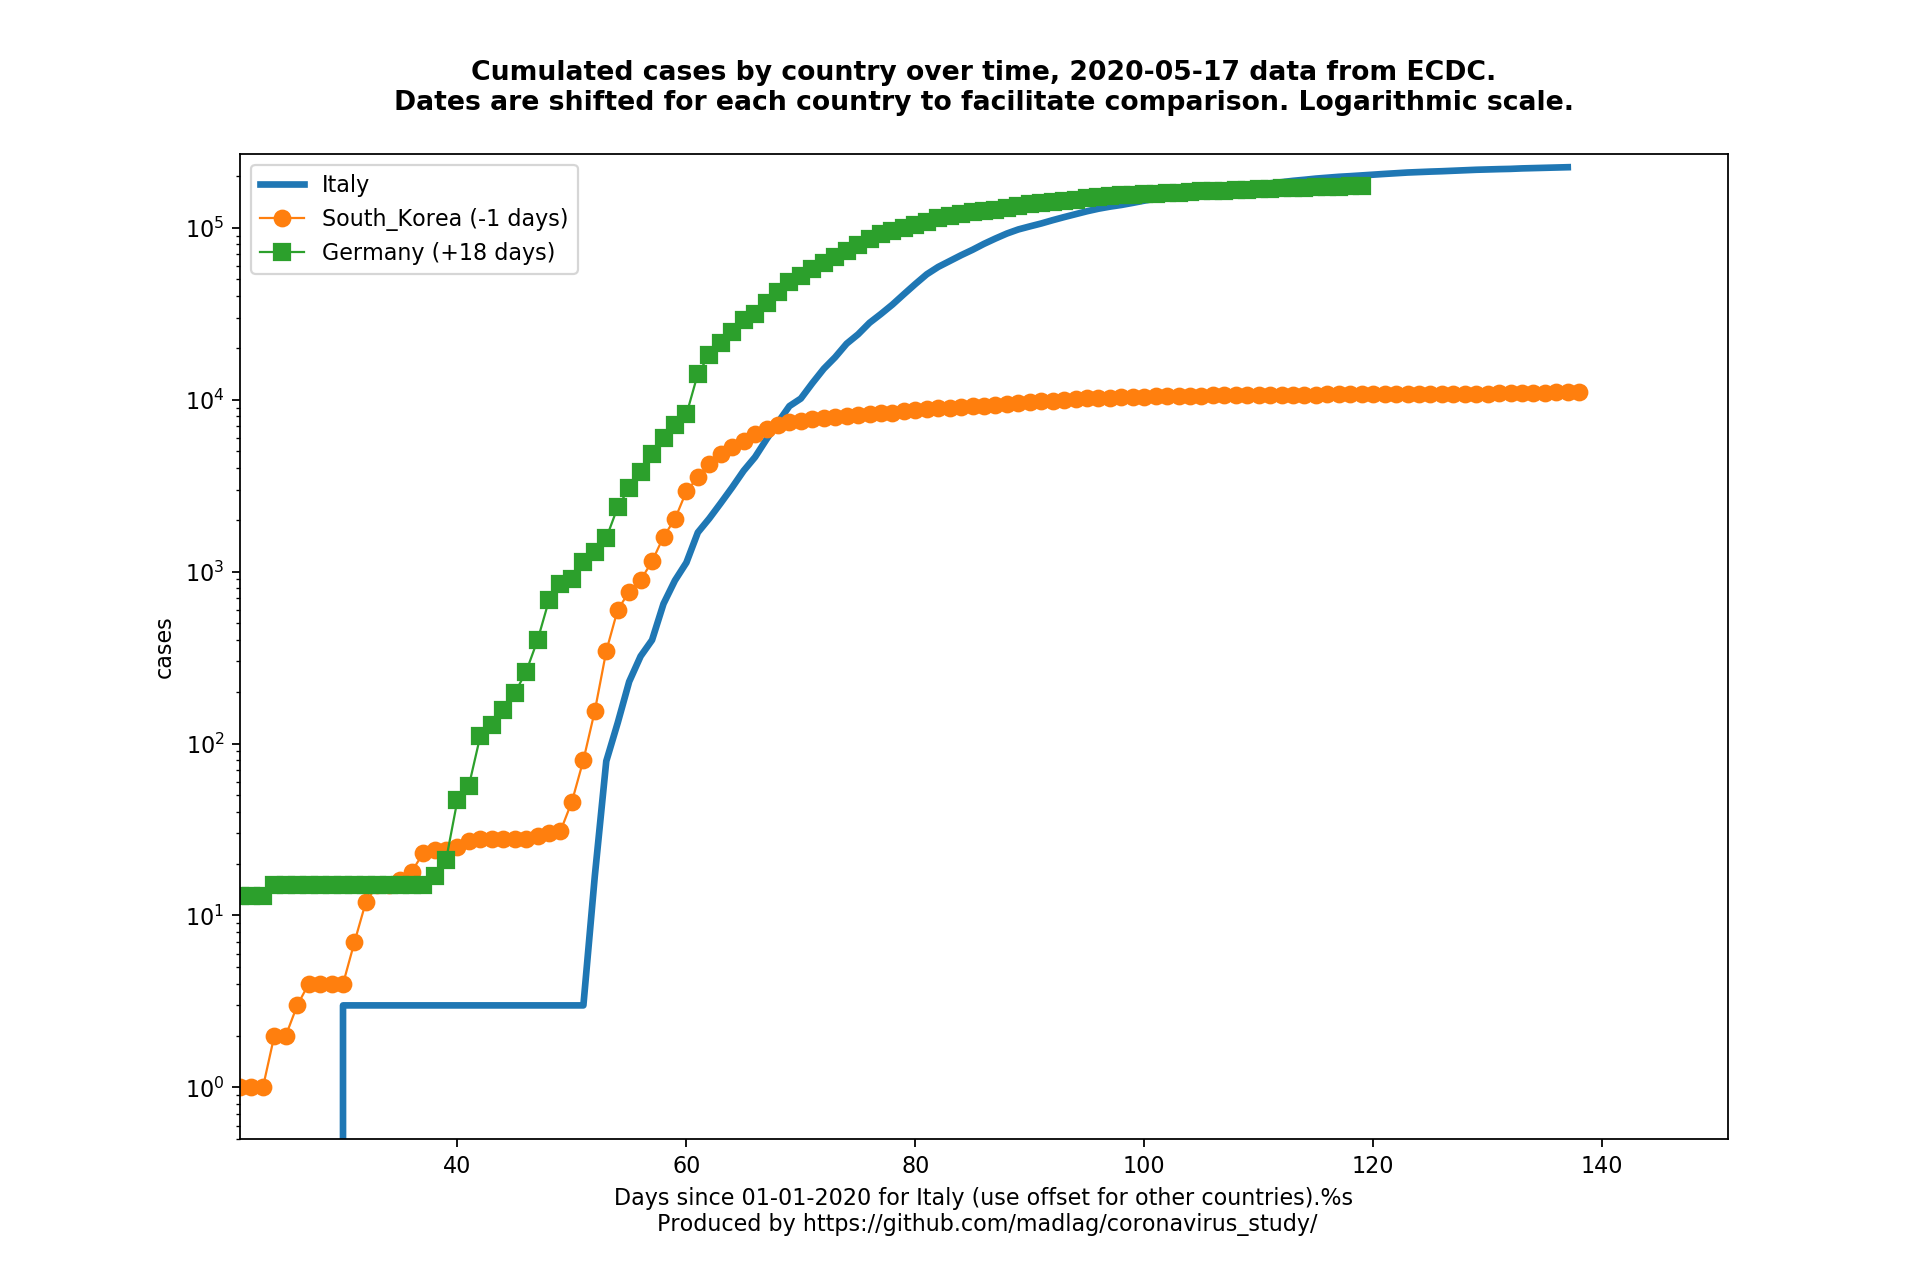 Cumulated cases by country over time, 2020-05-17 data from ECDC.
Dates are shifted for each country to facilitate comparison. Logarithmic scale.
Italy
South_Korea (-1 days)
Germany (+18 days)
10^5
10^4
10^3
10^2
10^1
10^0
cases
40 60 80 100 120 140
Days since 01-01-2020 for Italy (use offset for other countries).%s
Produced by https://github.com/madlag/coronavirus_study/